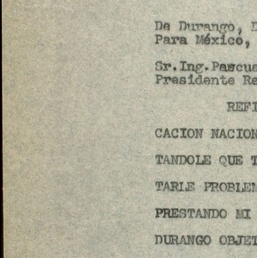 De Durango, D
Para México,
Sr.Ing.Pascua
Presidente Re
REFI
CACION NACION
TANDOLE QUE T
TARLE PROBLEM
PRESTANDO MI
DURANGO OBJET